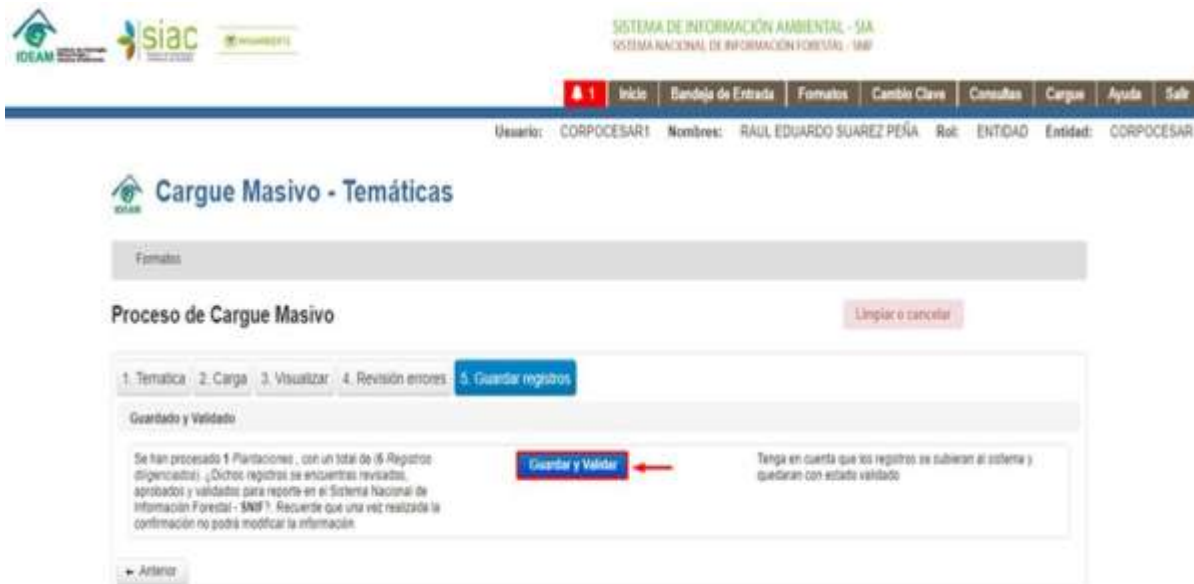 IDEAM
siac
MINAMBIENTE
SISTEMA DE INFORMACIÓN AMBIENTAL - SIA
SISTEMA NACIONAL DE INFORMACIÓN FORESTAL - SNIF
1 Inicio Bandeja de Entrada Formatos Cambio Clave Consultas Cargue Ayuda Salir
Usuario: CORPOCESAR1 Nombres: RAUL EDUARDO SUAREZ PEÑA Rol: ENTIDAD Entidad: CORPOCESAR
IDEAM
Cargue Masivo - Temáticas
Formatos
Proceso de Cargue Masivo
Limpiar o cancelar
1. Tematica 2. Carga 3. Visualizar 4. Revisión errores 5. Guardar registros
Guardado y Validado
Se han procesado 1 Plantaciones , con un total de (6 Registros
diligenciados). ¿Dichos registros se encuentran revisados,
aprobados y validados para reporte en el Sistema Nacional de
Información Forestal - SNIF?. Recuerde que una vez realizada la
confirmación no podrá modificar la información.
Guardar y Validar
Tenga en cuenta que los registros se subieran al sistema y
quedaran con estado validado
← Anterior